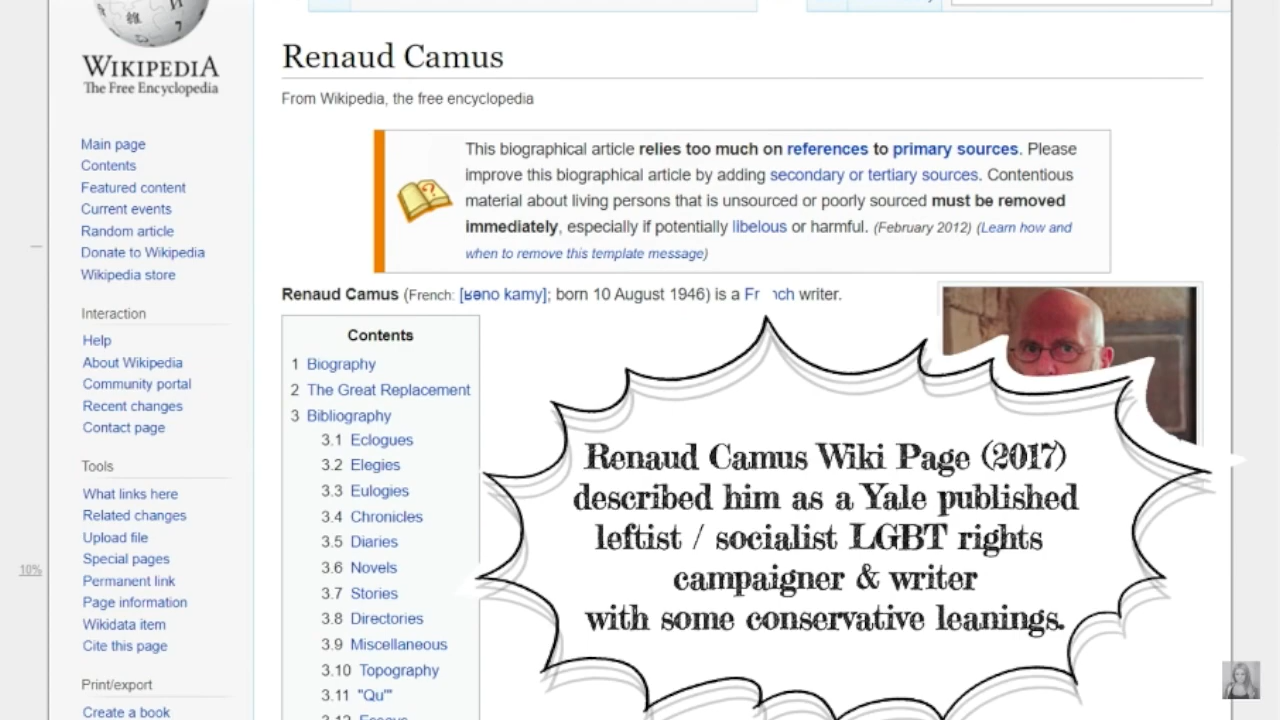 WIKIPEDIA
The Free Encyclopedia
Main page
Contents
Featured content
Current events
Random article
Donate to Wikipedia
Wikipedia store
Interaction
Help
About Wikipedia
Community portal
Recent changes
Contact page
Tools
What links here
Related changes
Upload file
Special pages
Permanent link
Page information
Wikidata item
Cite this page
Print/export
Create a book
10%
Renaud Camus
From Wikipedia, the free encyclopedia
This biographical article relies too much on references to primary sources. Please
improve this biographical article by adding secondary or tertiary sources. Contentious
material about living persons that is unsourced or poorly sourced must be removed
immediately, especially if potentially libelous or harmful. (February 2012) (Learn how and
when to remove this template message)
Renaud Camus (French: [ʁəno kamy]; born 10 August 1946) is a Fr nch writer.
Contents
1 Biography
2 The Great Replacement
3 Bibliography
3.1 Eclogues
3.2 Elegies
3.3 Eulogies
3.4 Chronicles
3.5 Diaries
3.6 Novels
3.7 Stories
3.8 Directories
3.9 Miscellaneous
3.10 Topography
3.11 "Qu"'
3.12 Essays
Renaud Camus Wiki Page (2017)
described him as a Yale published
leftist / socialist LGBT rights
campaigner & writer
with some conservative leanings.